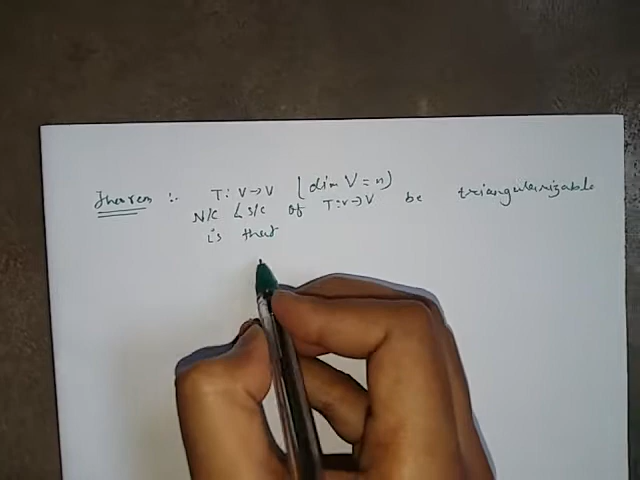 Theorem :- T: V→V (dim V = n)
N/C & S/C of T:V→V be triangularizable
is that